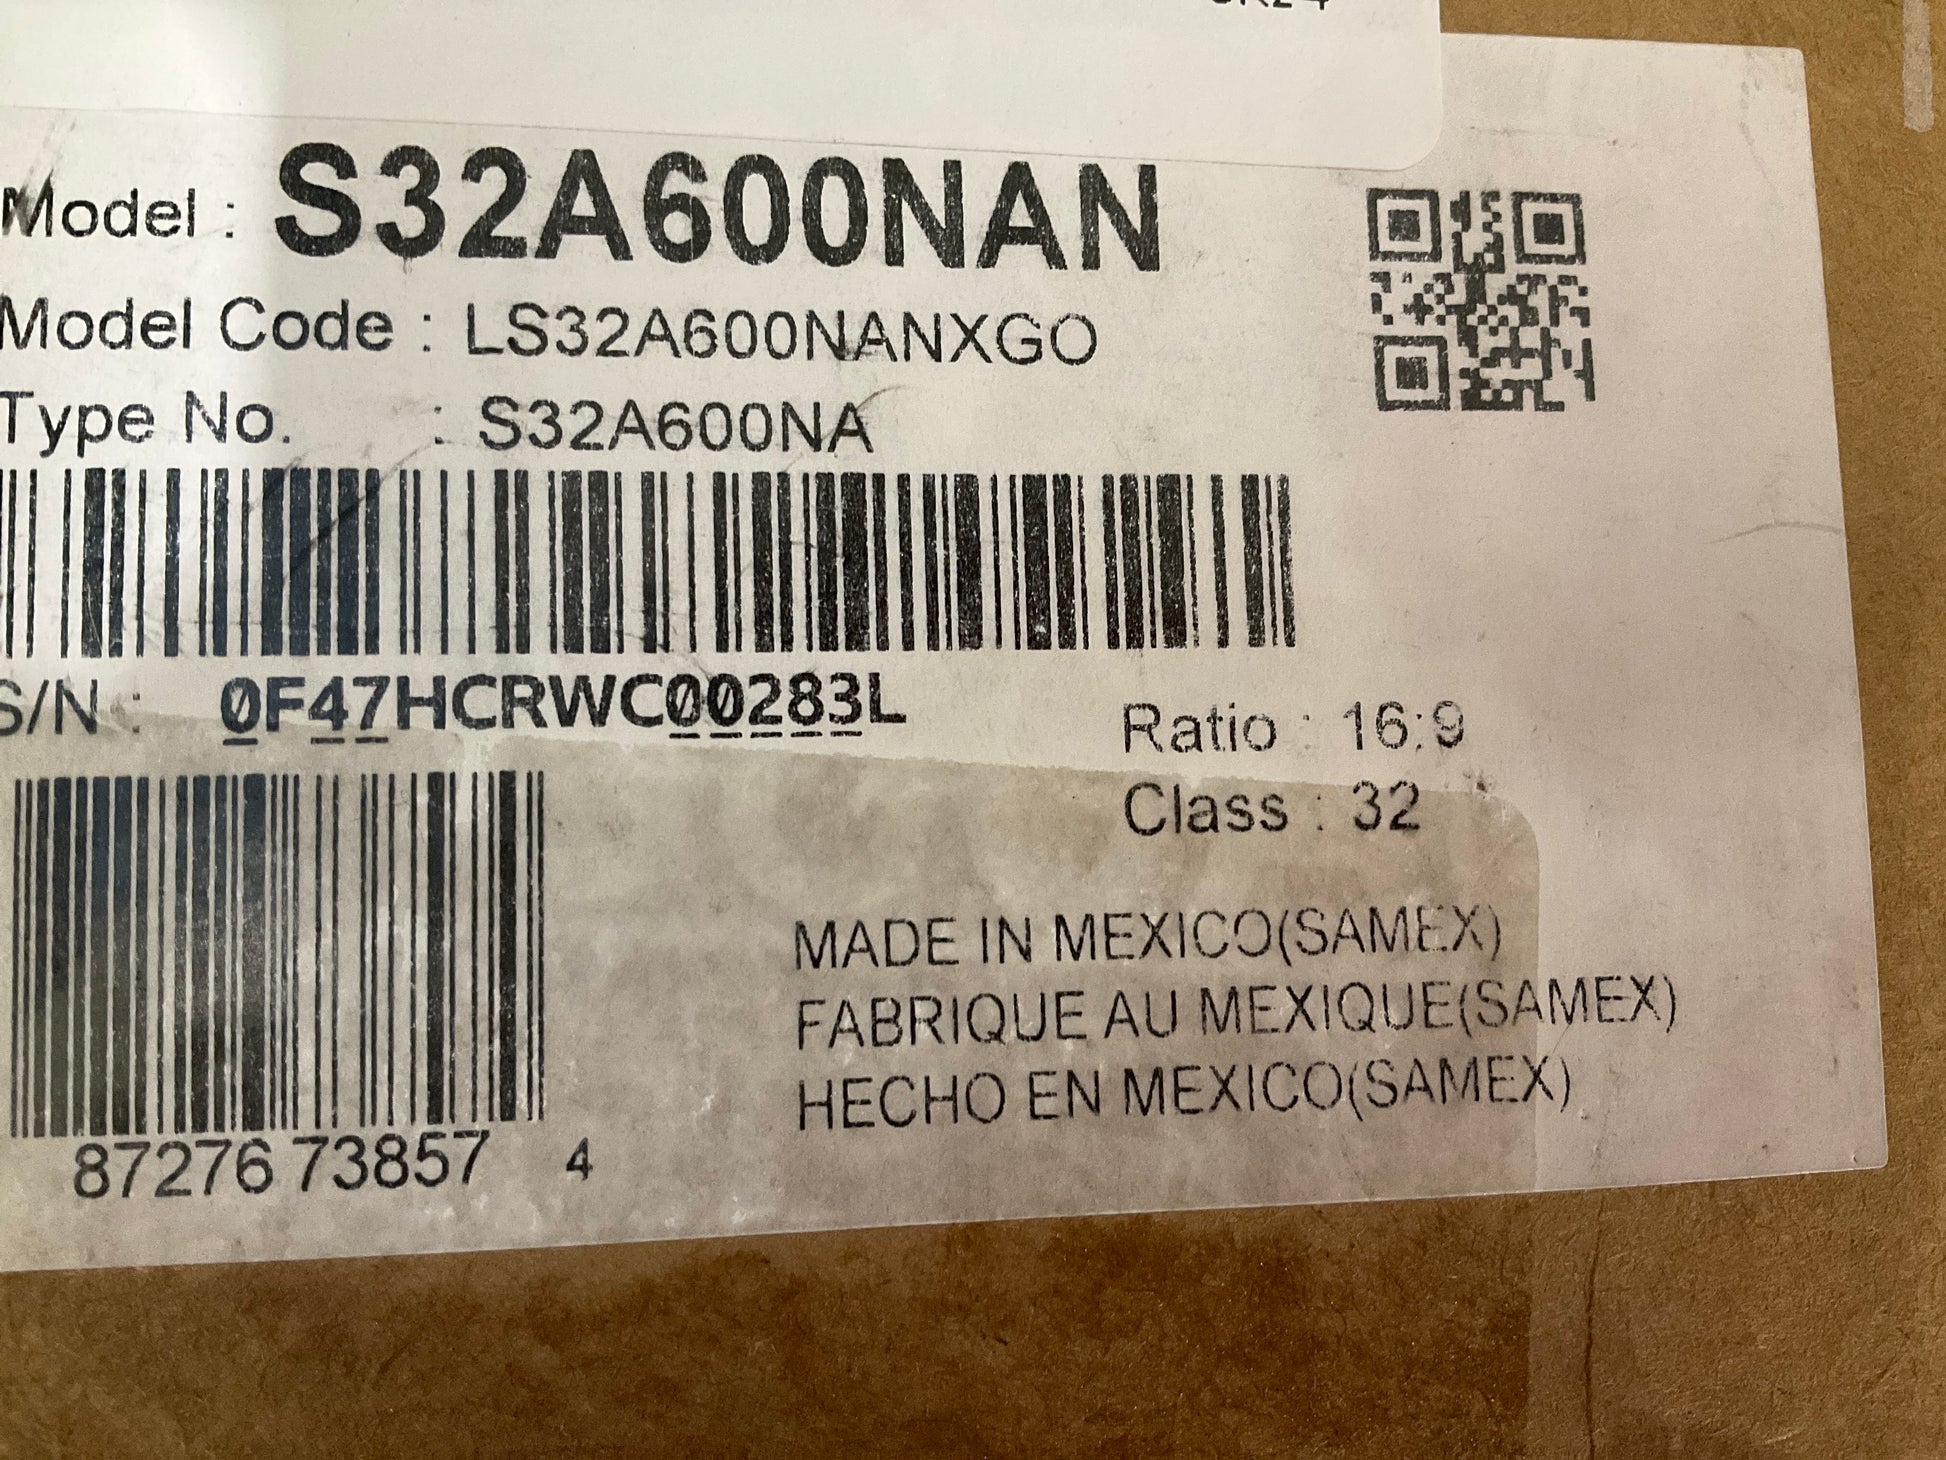 Model : S32A600NAN
Model Code : LS32A600NANXGO
Type No. : S32A600NA
S/N : 0F47HCRWC00283L
Ratio : 16:9
Class : 32
MADE IN MEXICO(SAMEX)
FABRIQUE AU MEXIQUE(SAMEX)
HECHO EN MEXICO(SAMEX)
87276 73857 4